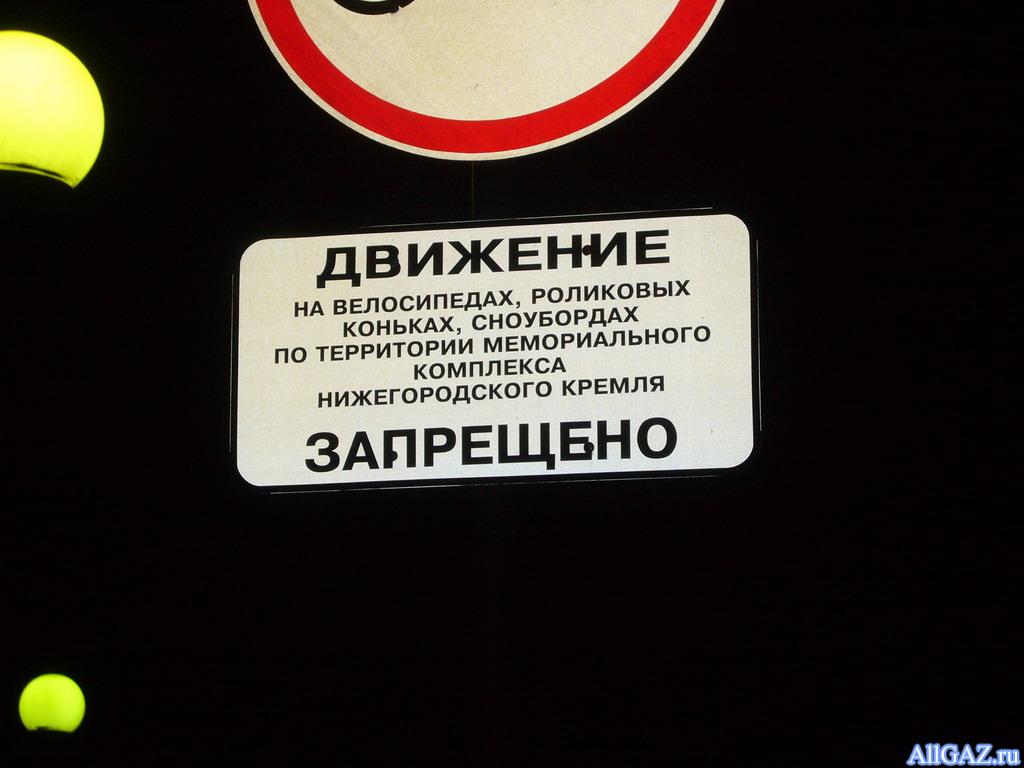 ДВИЖЕНИЕ
НА ВЕЛОСИПЕДАХ, РОЛИКОВЫХ
КОНЬКАХ, СНОУБОРДАХ
ПО ТЕРРИТОРИИ МЕМОРИАЛЬНОГО
КОМПЛЕКСА
НИЖЕГОРОДСКОГО КРЕМЛЯ
ЗАПРЕЩЕНО
AllGAZ.ru